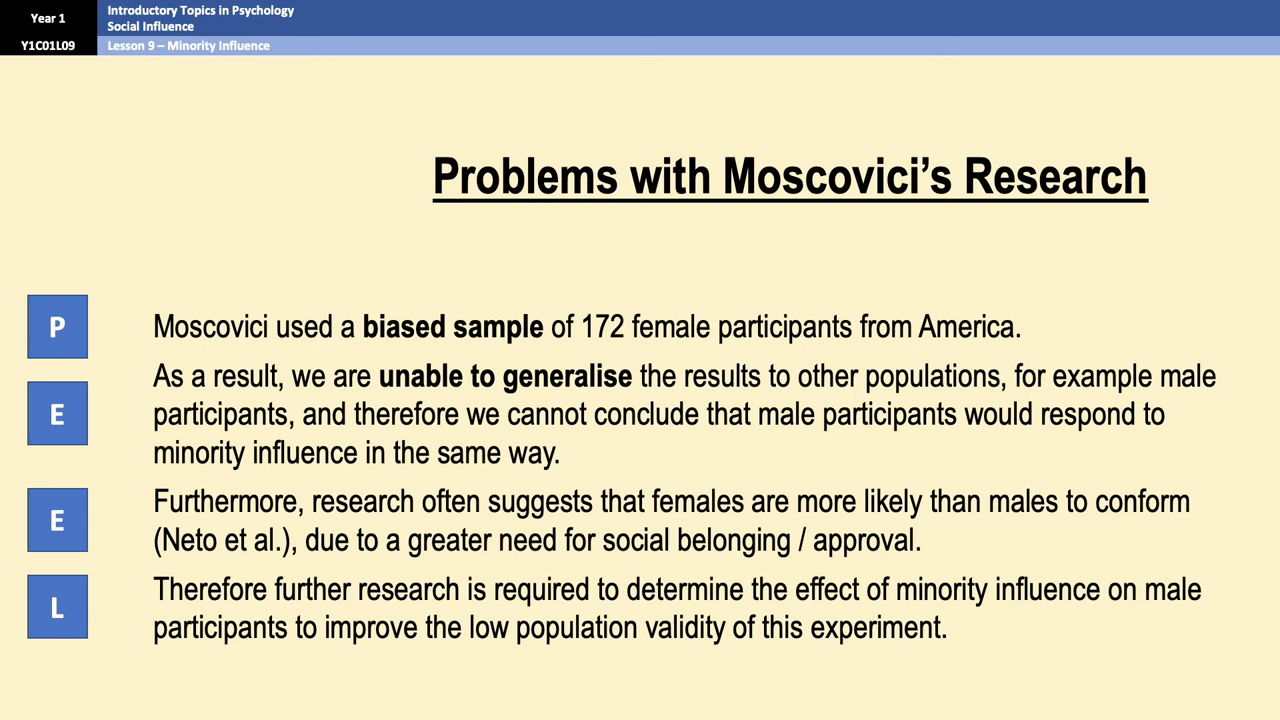 Year 1
Y1C01L09
Introductory Topics in Psychology
Social Influence
Lesson 9 – Minority Influence
Problems with Moscovici’s Research
P
Moscovici used a biased sample of 172 female participants from America.
E
As a result, we are unable to generalise the results to other populations, for example male
participants, and therefore we cannot conclude that male participants would respond to
minority influence in the same way.
E
Furthermore, research often suggests that females are more likely than males to conform
(Neto et al.), due to a greater need for social belonging / approval.
L
Therefore further research is required to determine the effect of minority influence on male
participants to improve the low population validity of this experiment.